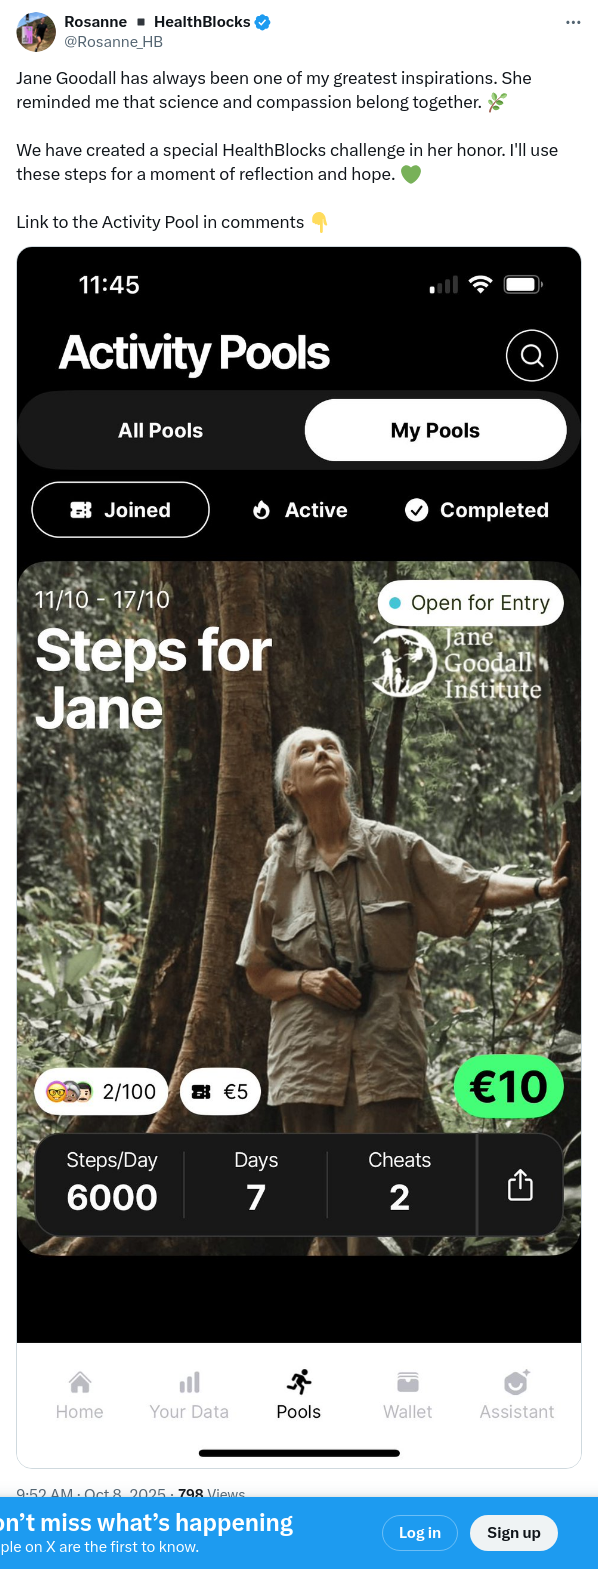 Rosanne ▪ HealthBlocks
@Rosanne_HB
Jane Goodall has always been one of my greatest inspirations. She
reminded me that science and compassion belong together. 🌿
We have created a special HealthBlocks challenge in her honor. I'll use
these steps for a moment of reflection and hope. 💚
Link to the Activity Pool in comments 👇
11:45
Activity Pools
All Pools
My Pools
Joined
Active
Completed
11/10 - 17/10
Open for Entry
Steps for
Jane
Jane
Goodall
Institute
2/100
€5
€10
Steps/Day
Days
Cheats
6000
7
2
Home
Your Data
Pools
Wallet
Assistant
9:52 AM · Oct 8, 2025 · 798 Views
on't miss what's happening
ple on X are the first to know.
Log in
Sign up